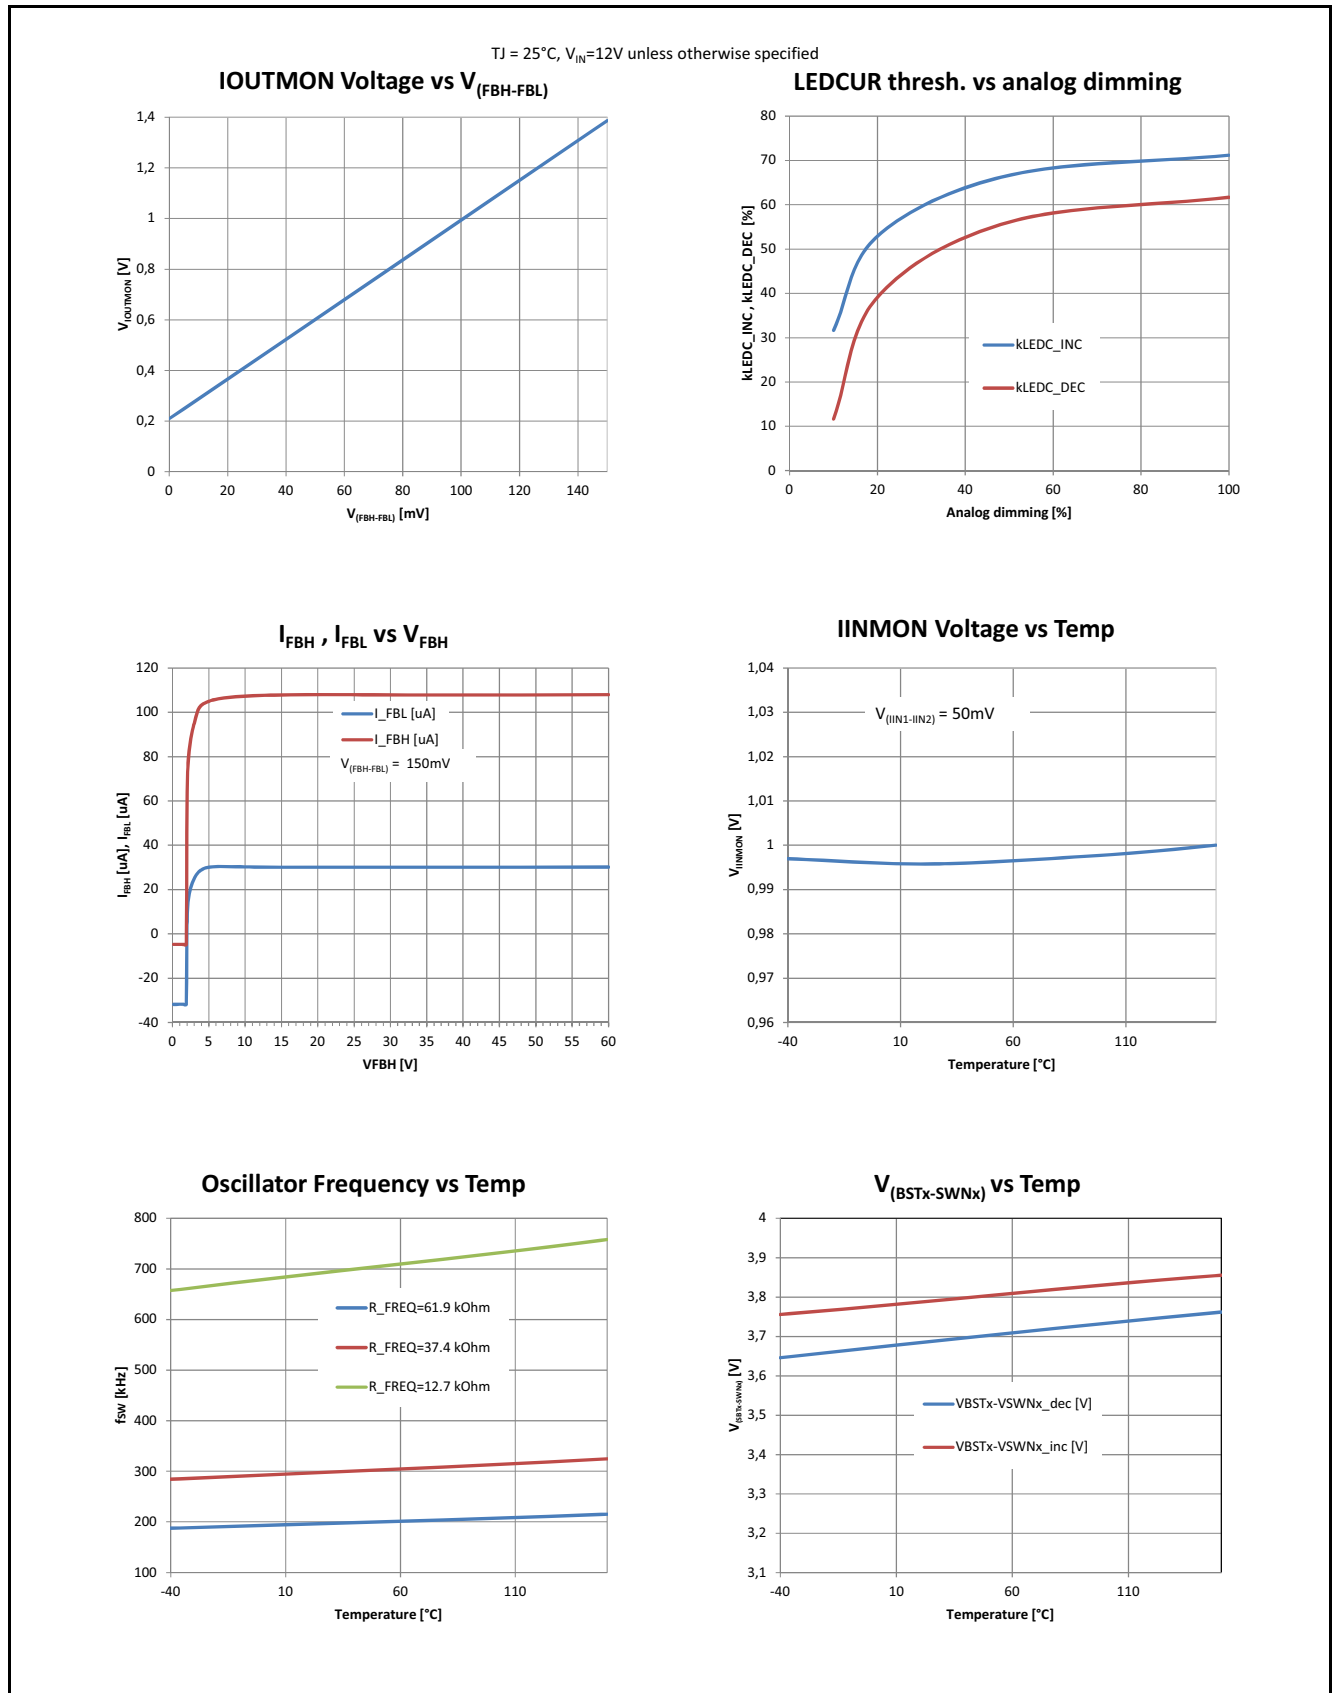 TJ = 25°C, VIN=12V unless otherwise specified
IOUTMON Voltage vs V(FBH-FBL)
1,4
1,2
1
0,8
0,6
0,4
0,2
0
VIOUTMON [V]
0 20 40 60 80 100 120 140
V(FBH-FBL) [mV]
LEDCUR thresh. vs analog dimming
80
70
60
50
40
30
20
10
0
kLEDC_INC , kLEDC_DEC [%]
kLEDC_INC
kLEDC_DEC
0 20 40 60 80 100
Analog dimming [%]
IFBH , IFBL vs VFBH
120
100
80
60
40
20
0
-20
-40
IFBH [uA], IFBL [uA]
I_FBL [uA]
I_FBH [uA]
V(FBH-FBL) = 150mV
0 5 10 15 20 25 30 35 40 45 50 55 60
VFBH [V]
IINMON Voltage vs Temp
1,04
1,03
1,02
1,01
1
0,99
0,98
0,97
0,96
VIINMON [V]
V(IIN1-IIN2) = 50mV
-40 10 60 110
Temperature [°C]
Oscillator Frequency vs Temp
800
700
600
500
400
300
200
100
fSW [kHz]
R_FREQ=61.9 kOhm
R_FREQ=37.4 kOhm
R_FREQ=12.7 kOhm
-40 10 60 110
Temperature [°C]
V(BSTx-SWNx) vs Temp
4
3,9
3,8
3,7
3,6
3,5
3,4
3,3
3,2
3,1
V(SBTx-SWNx) [V]
VBSTx-VSWNx_dec [V]
VBSTx-VSWNx_inc [V]
-40 10 60 110
Temperature [°C]